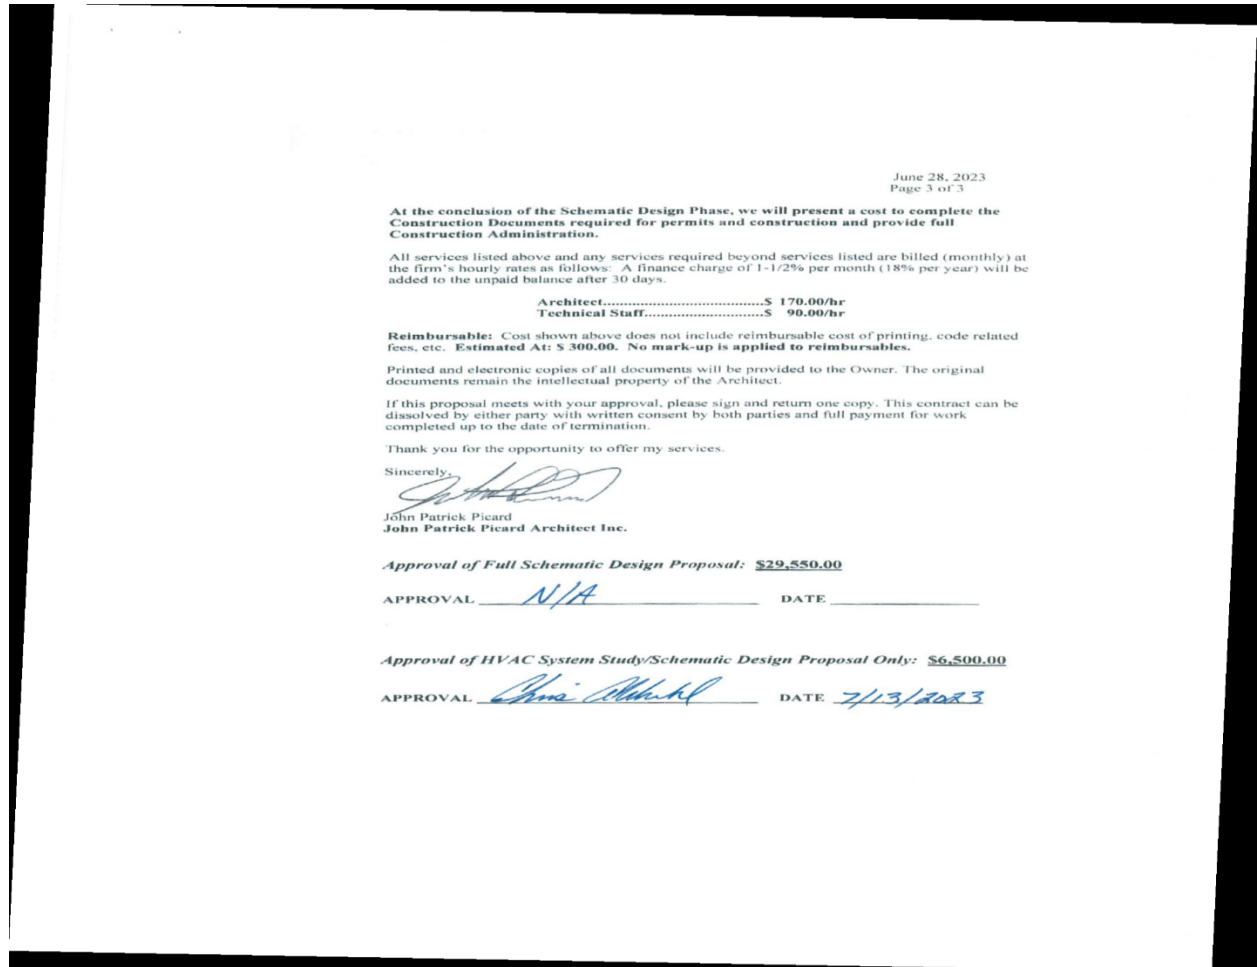 June 28, 2023
Page 3 of 3
At the conclusion of the Schematic Design Phase, we will present a cost to complete the
Construction Documents required for permits and construction and provide full
Construction Administration.
All services listed above and any services required beyond services listed are billed (monthly) at
the firm's hourly rates as follows: A finance charge of 1-1/2% per month (18% per year) will be
added to the unpaid balance after 30 days.
Architect.....................................$ 170.00/hr
Technical Staff...........................$ 90.00/hr
Reimbursable: Cost shown above does not include reimbursable cost of printing, code related
fees, etc. Estimated At: $ 300.00. No mark-up is applied to reimbursables.
Printed and electronic copies of all documents will be provided to the Owner. The original
documents remain the intellectual property of the Architect.
If this proposal meets with your approval, please sign and return one copy. This contract can be
dissolved by either party with written consent by both parties and full payment for work
completed up to the date of termination.
Thank you for the opportunity to offer my services.
Sincerely,
John Patrick Picard
John Patrick Picard Architect Inc.
Approval of Full Schematic Design Proposal: $29,550.00
APPROVAL N/A DATE
Approval of HVAC System Study/Schematic Design Proposal Only: $6,500.00
APPROVAL Chris DATE 7/13/2023